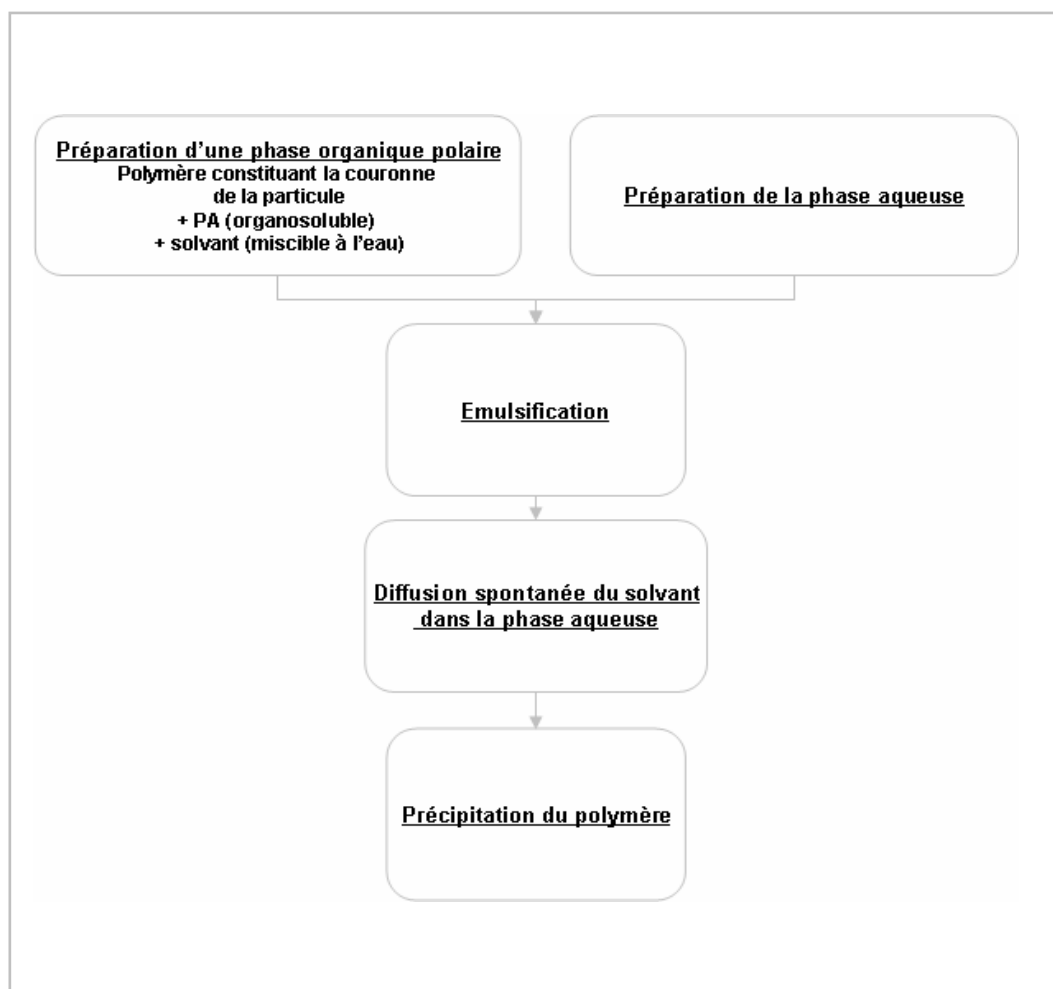 Préparation d'une phase organique polaire
Polymère constituant la couronne
de la particule
+ PA (organosoluble)
+ solvant (miscible à l'eau)
Préparation de la phase aqueuse
Emulsification
Diffusion spontanée du solvant
dans la phase aqueuse
Précipitation du polymère